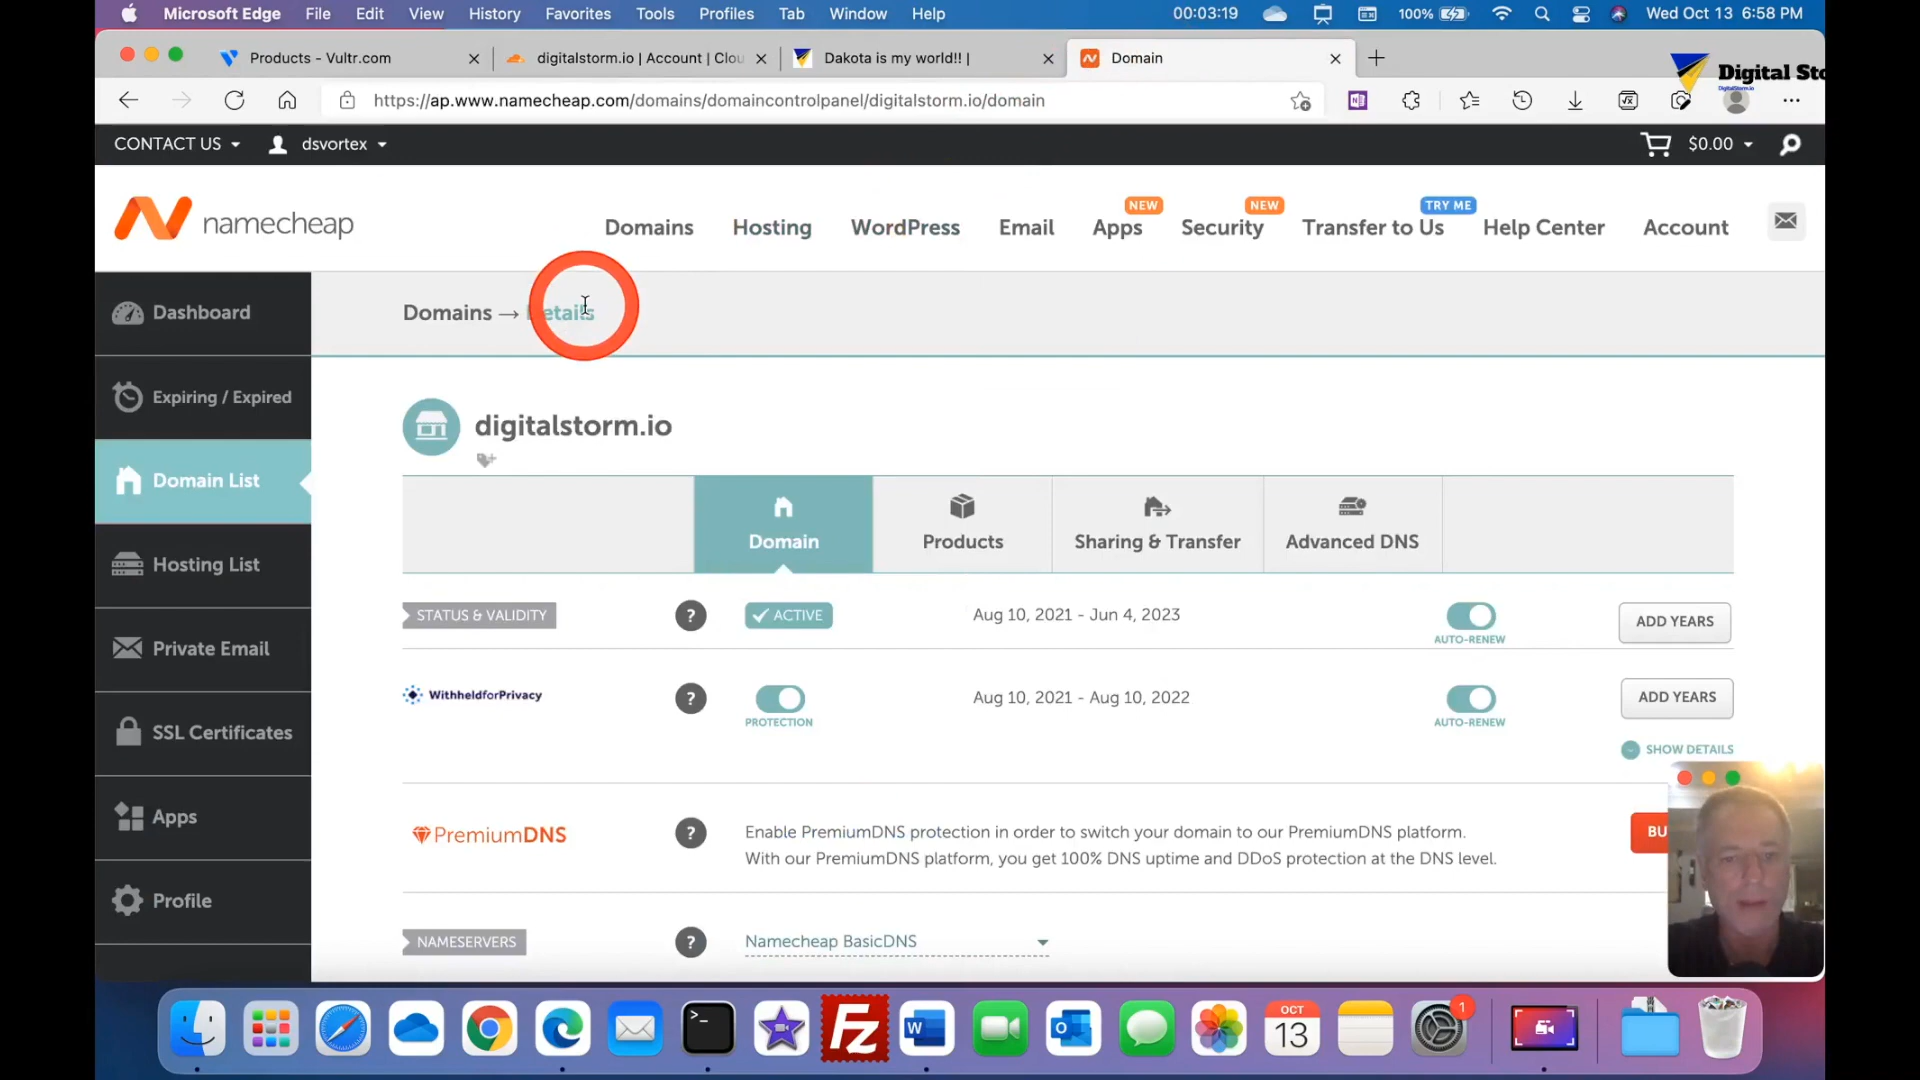 Microsoft Edge File Edit View History Favorites Tools Profiles Tab Window Help 00:03:19 100% Wed Oct 13 6:58 PM
Products - Vultr.com
digitalstorm.io | Account | Clou
Dakota is my world!! |
Domain
https://ap.www.namecheap.com/domains/domaincontrolpanel/digitalstorm.io/domain
Digital Sto
DigitalStorm.io
CONTACT US dsvortex $0.00
NEW NEW TRY ME
namecheap Domains Hosting WordPress Email Apps Security Transfer to Us Help Center Account
Dashboard
Expiring / Expired
Domain List
Hosting List
Private Email
SSL Certificates
Apps
Profile
Domains → Details
digitalstorm.io
Domain Products Sharing & Transfer Advanced DNS
STATUS & VALIDITY ? ACTIVE Aug 10, 2021 - Jun 4, 2023 AUTO-RENEW ADD YEARS
WithheldforPrivacy ? PROTECTION Aug 10, 2021 - Aug 10, 2022 AUTO-RENEW ADD YEARS
SHOW DETAILS
PremiumDNS ? Enable PremiumDNS protection in order to switch your domain to our PremiumDNS platform.
With our PremiumDNS platform, you get 100% DNS uptime and DDoS protection at the DNS level.
BU
NAMESERVERS ? Namecheap BasicDNS
>_
Fz
W
O
OCT
13
1